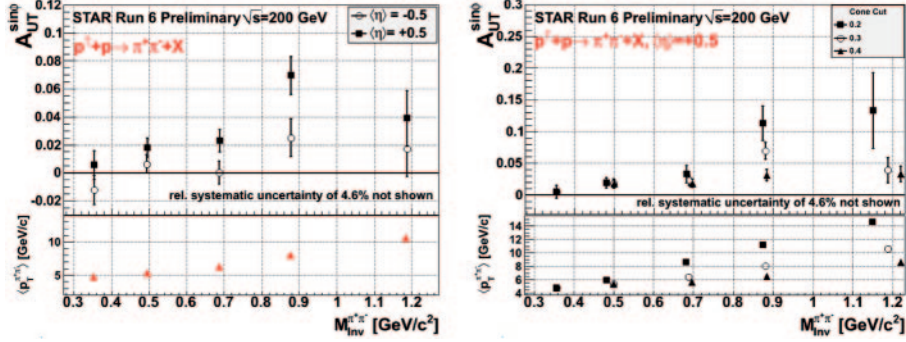 STAR Run 6 Preliminary √s=200 GeV
⟨η⟩ = -0.5
⟨η⟩ = +0.5
p↑+p→ π⁺π⁻+X
A_UT^sinϕ
0.12
0.1
0.08
0.06
0.04
0.02
0
-0.02
rel. systematic uncertainty of 4.6% not shown
⟨p_T^π⁺π⁻⟩ [GeV/c]
10
5
0.3 0.4 0.5 0.6 0.7 0.8 0.9 1 1.1 1.2
M_Inv^π⁺π⁻ [GeV/c²]
STAR Run 6 Preliminary √s=200 GeV
Cone Cut
0.2
0.3
0.4
p↑+p→ π⁺π⁻+X, ⟨η⟩=+0.5
A_UT^sinϕ
0.3
0.25
0.2
0.15
0.1
0.05
0
rel. systematic uncertainty of 4.6% not shown
⟨p_T^π⁺π⁻⟩ [GeV/c]
14
12
10
8
6
4
0.3 0.4 0.5 0.6 0.7 0.8 0.9 1 1.1 1.2
M_Inv^π⁺π⁻ [GeV/c²]